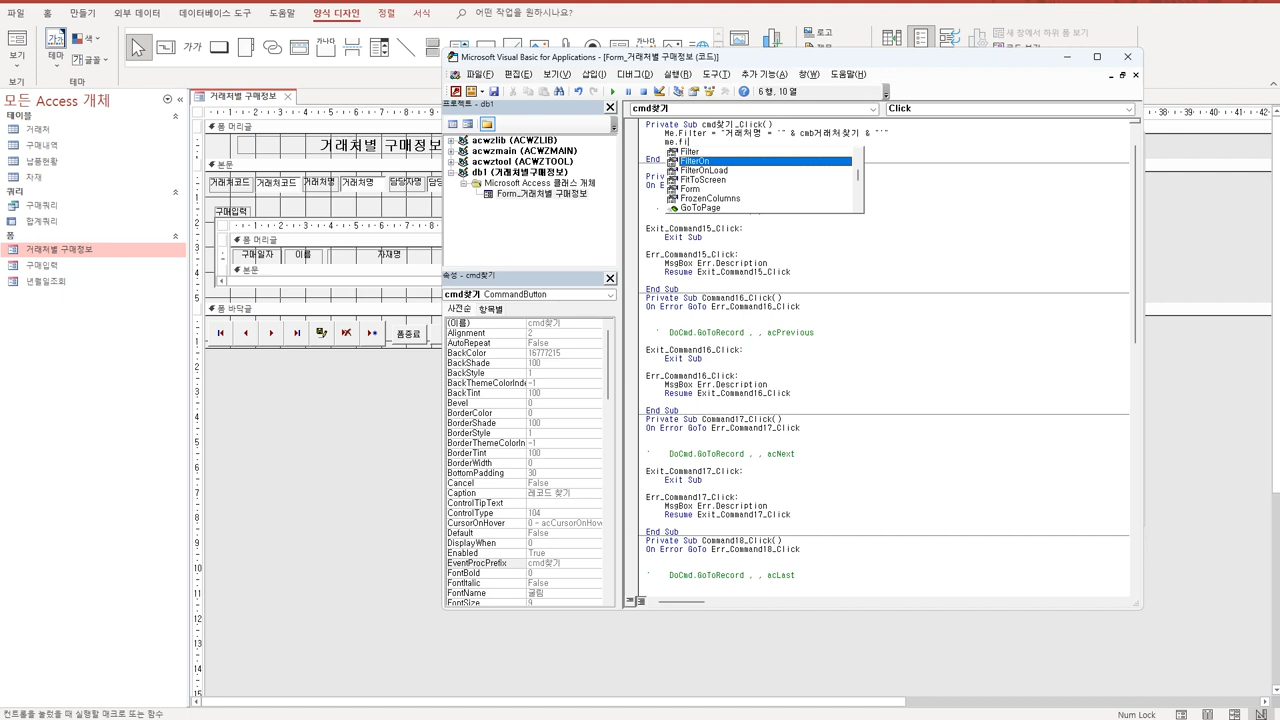 파일 홈 만들기 외부 데이터 데이터베이스 도구 도움말 양식 디자인 정렬 서식 어떤 작업을 원하시나요?
보기 테마 색 글꼴 가가 로고 새 창에서 하위 폼 보기
보기 테마
모든 Access 개체
테이블
거래처
구매내역
납품현황
자재
쿼리
구매쿼리
합계쿼리
폼
거래처별 구매정보
구매입력
년월일조회
거래처별 구매정보
폼 머리글
거래처별 구매정보
본문
거래처코드 거래처코드 거래처명 거래처명 담당자명
구매입력
폼 머리글
구매일자 이름 자재명
본문
폼 바닥글
폼종료
Microsoft Visual Basic for Applications - [Form_거래처별 구매정보 (코드)]
파일(F) 편집(E) 보기(V) 삽입(I) 디버그(D) 실행(R) 도구(T) 추가 기능(A) 창(W) 도움말(H)
6 행, 10 열
프로젝트 - db1
acwzlib (ACWZLIB)
acwzmain (ACWZMAIN)
acwztool (ACWZTOOL)
db1 (거래처별구매정보)
Microsoft Access 클래스 개체
Form_거래처별 구매정보
속성 - cmd찾기
cmd찾기 CommandButton
사전순 항목별
(이름) cmd찾기
Alignment 2
AutoRepeat False
BackColor 16777215
BackShade 100
BackStyle 1
BackThemeColorInde -1
BackTint 100
Bevel 0
BorderColor 0
BorderShade 100
BorderStyle 1
BorderThemeColorIn -1
BorderTint 100
BorderWidth 0
BottomPadding 30
Cancel False
Caption 레코드 찾기
ControlTipText
ControlType 104
CursorOnHover 0 - acCursorOnHove
Default False
DisplayWhen 0
Enabled True
EventProcPrefix cmd찾기
FontBold 0
FontItalic False
FontName 굴림
FontSize 9
cmd찾기 Click
Private Sub cmd찾기_Click()
Me.Filter = "거래처명 = '" & cmb거래처찾기 & "'"
me.fi
Filter
FilterOn
FilterOnLoad
FitToScreen
Form
FrozenColumns
GoToPage
End
Priv
On E
Exit_Command15_Click:
Exit Sub
Err_Command15_Click:
MsgBox Err.Description
Resume Exit_Command15_Click
End Sub
Private Sub Command16_Click()
On Error GoTo Err_Command16_Click
' DoCmd.GoToRecord , , acPrevious
Exit_Command16_Click:
Exit Sub
Err_Command16_Click:
MsgBox Err.Description
Resume Exit_Command16_Click
End Sub
Private Sub Command17_Click()
On Error GoTo Err_Command17_Click
' DoCmd.GoToRecord , , acNext
Exit_Command17_Click:
Exit Sub
Err_Command17_Click:
MsgBox Err.Description
Resume Exit_Command17_Click
End Sub
Private Sub Command18_Click()
On Error GoTo Err_Command18_Click
' DoCmd.GoToRecord , , acLast
컨트롤을 눌렀을 때 실행할 매크로 또는 함수
Num Lock